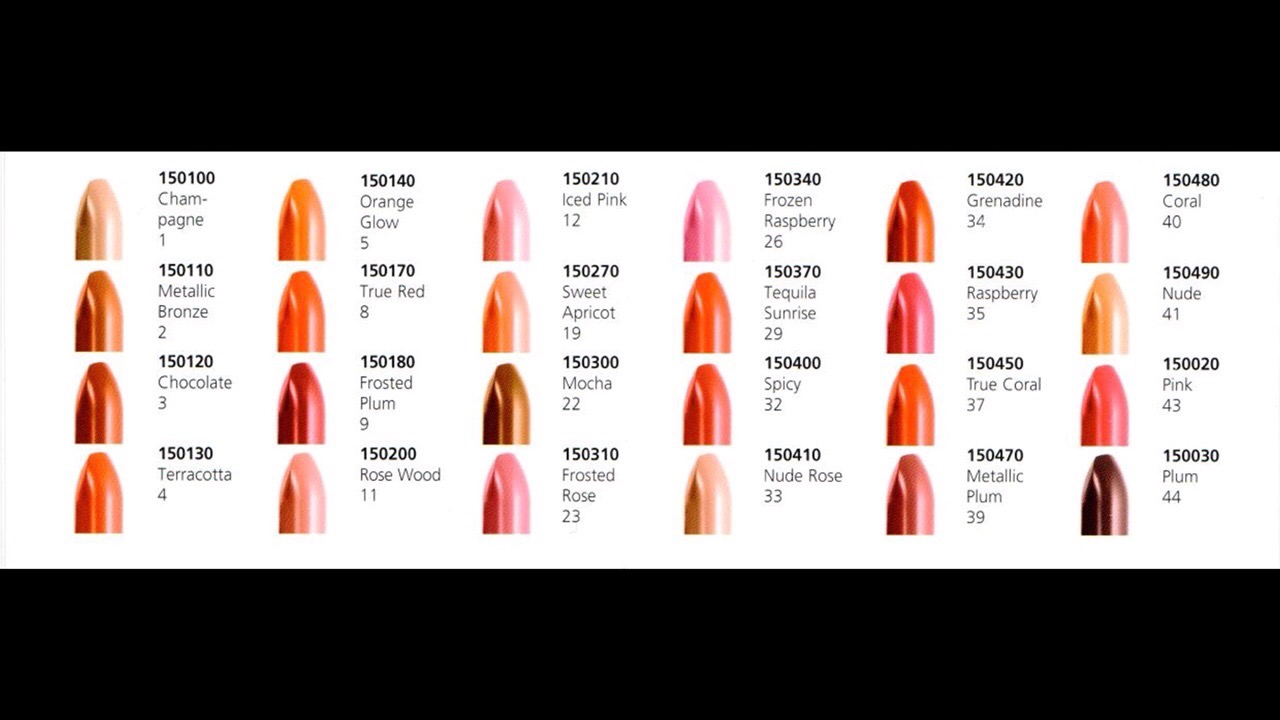 150100
Cham-
pagne
1
150110
Metallic
Bronze
2
150120
Chocolate
3
150130
Terracotta
4
150140
Orange
Glow
5
150170
True Red
8
150180
Frosted
Plum
9
150200
Rose Wood
11
150210
Iced Pink
12
150270
Sweet
Apricot
19
150300
Mocha
22
150310
Frosted
Rose
23
150340
Frozen
Raspberry
26
150370
Tequila
Sunrise
29
150400
Spicy
32
150410
Nude Rose
33
150420
Grenadine
34
150430
Raspberry
35
150450
True Coral
37
150470
Metallic
Plum
39
150480
Coral
40
150490
Nude
41
150020
Pink
43
150030
Plum
44